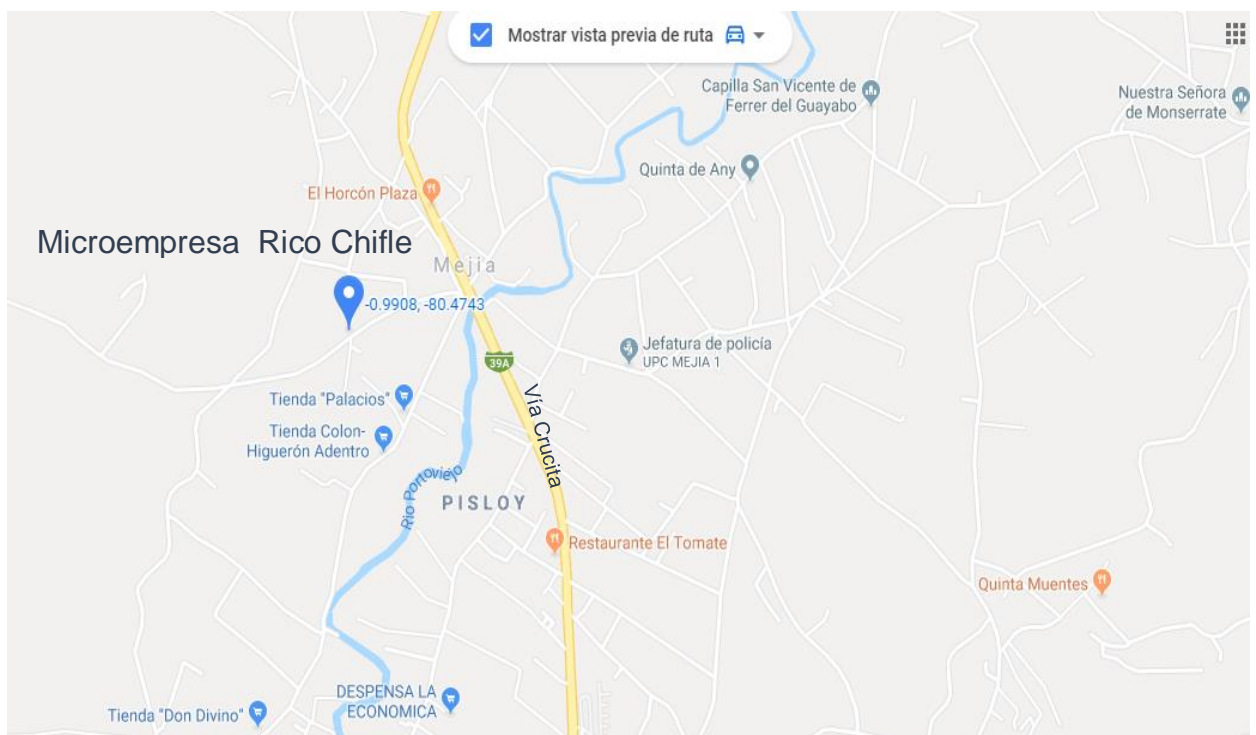 Mostrar vista previa de ruta
Capilla San Vicente de
Ferrer del Guayabo
Nuestra Señora
de Monserrate
Quinta de Any
El Horcón Plaza
Microempresa Rico Chifle
Mejia
-0.9908, -80.4743
Jefatura de policía
UPC MEJIA 1
39A
Tienda "Palacios"
Vía Crucita
Tienda Colon-
Higuerón Adentro
Rio Portoviejo
PISLOY
Restaurante El Tomate
Quinta Muentes
DESPENSA LA
ECONOMICA
Tienda "Don Divino"